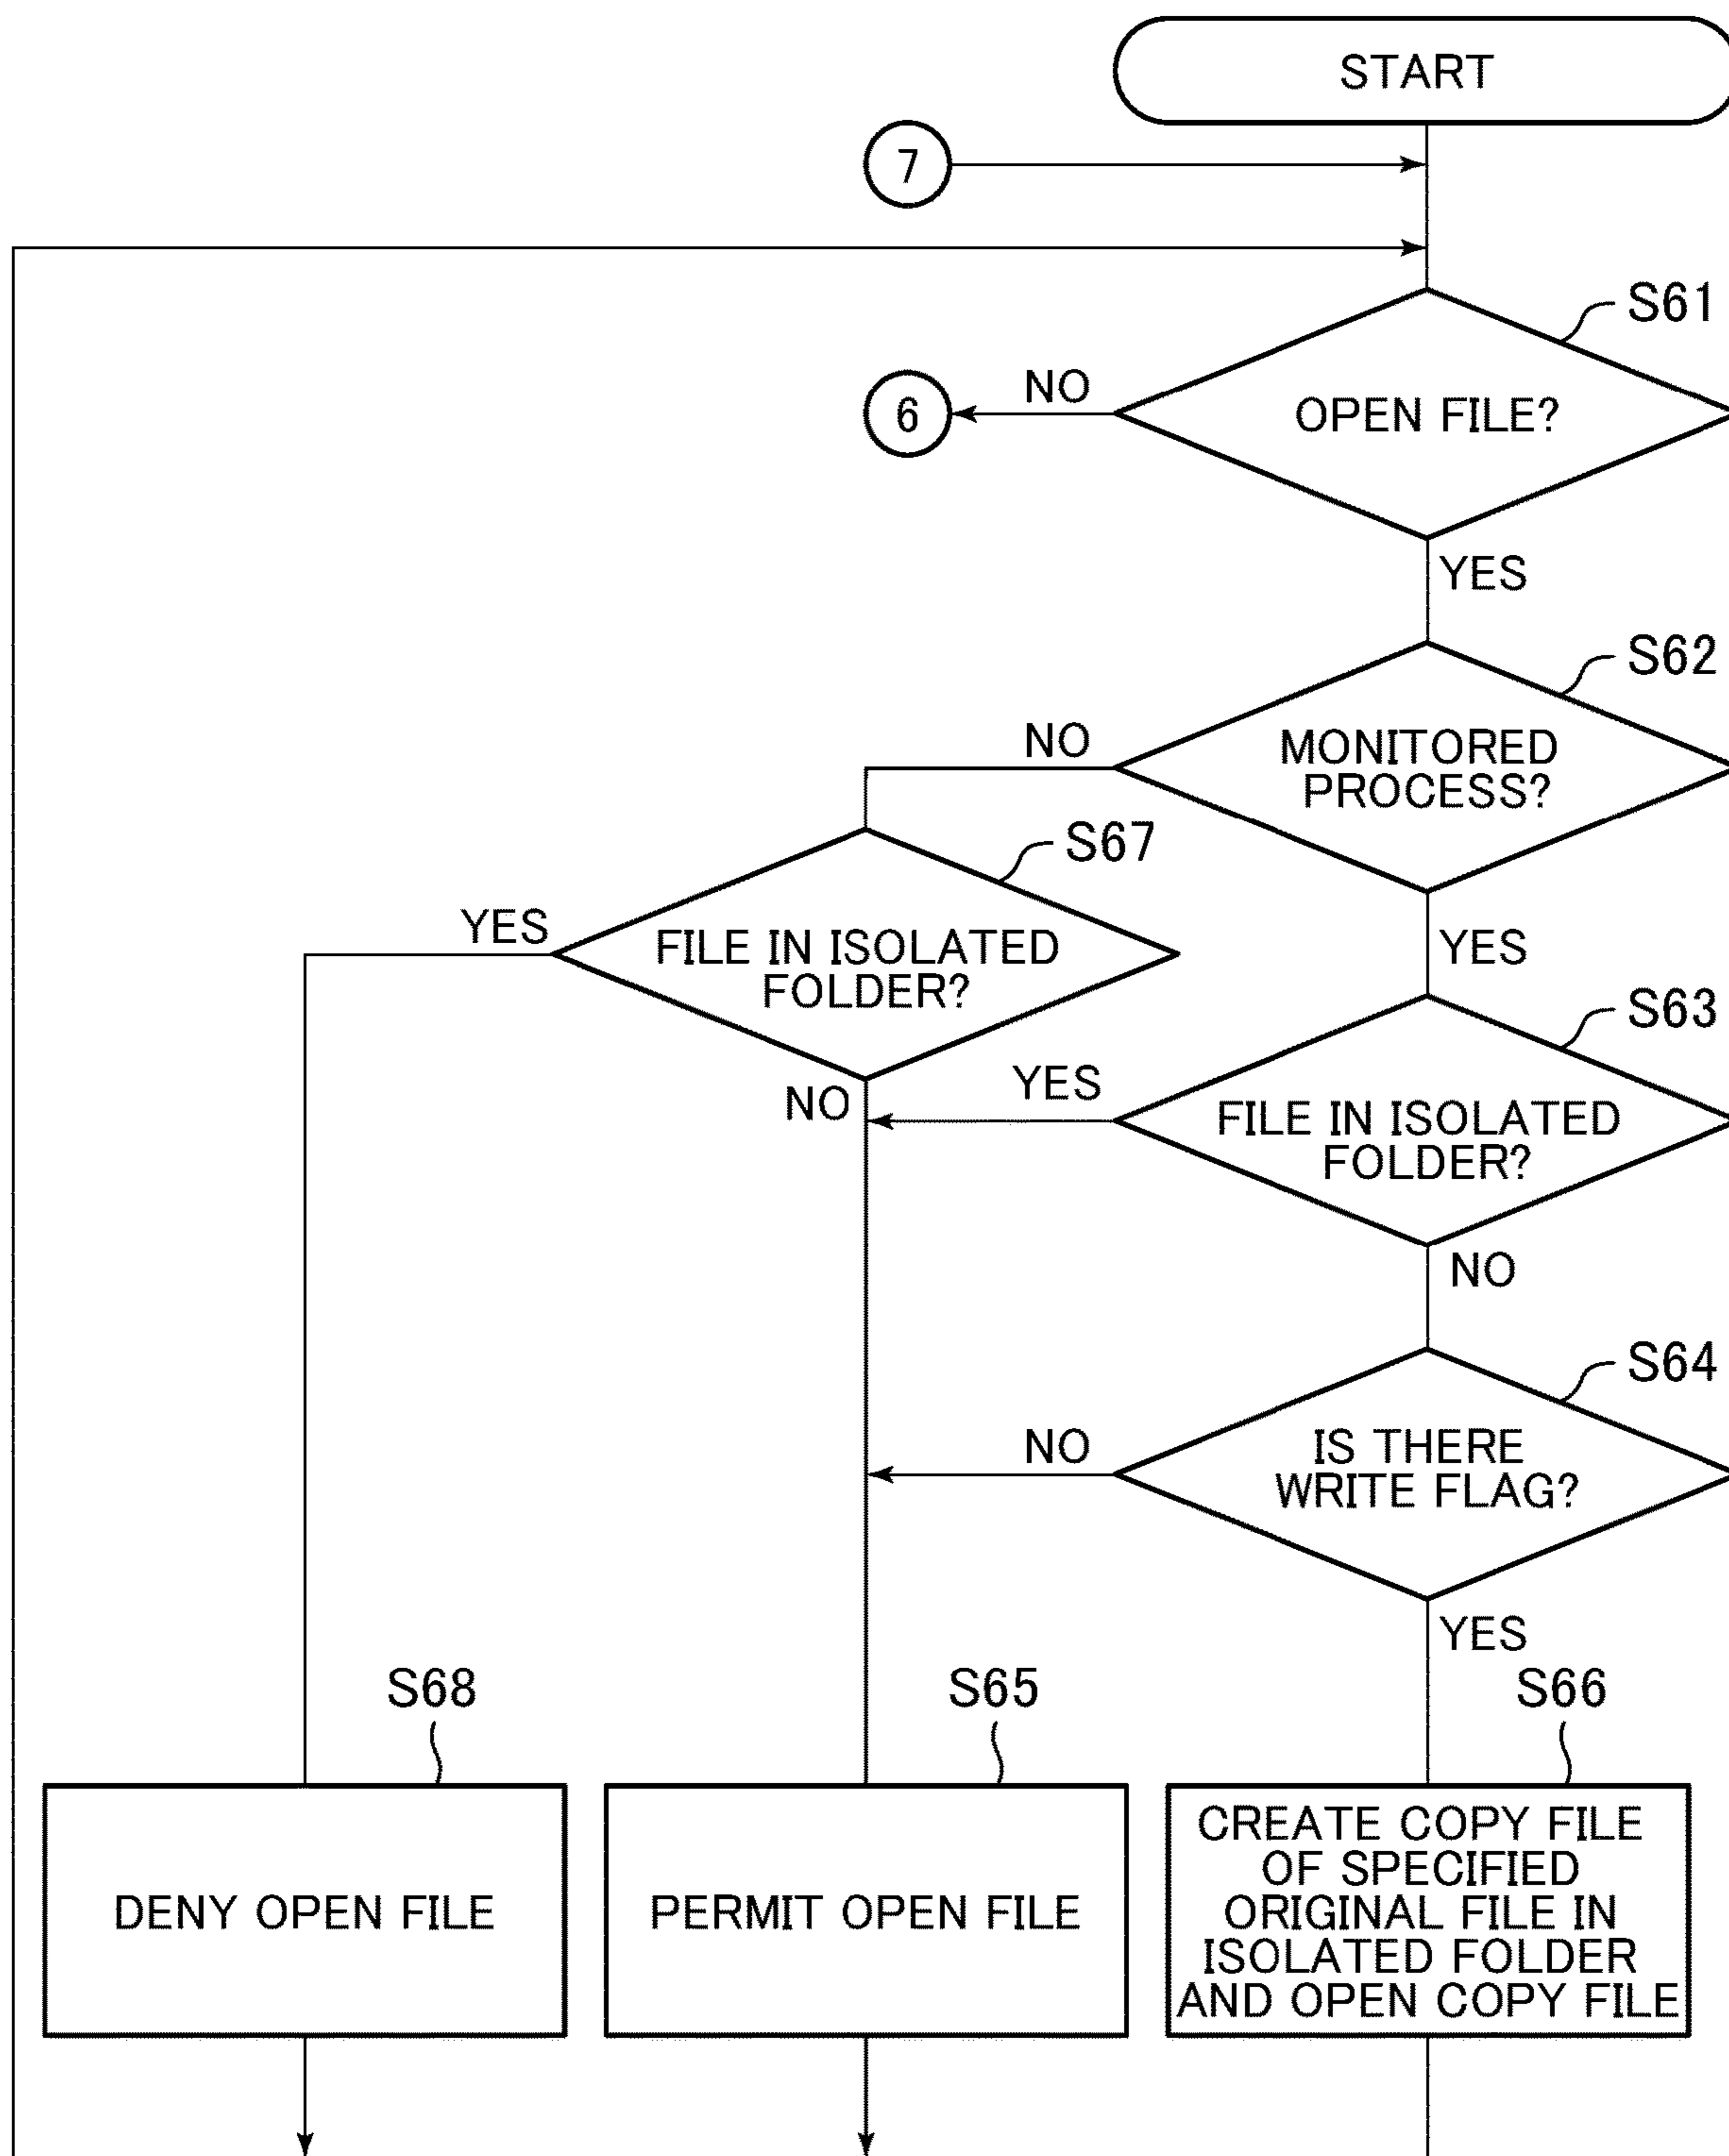 START
7
S61
OPEN FILE?
NO
6
YES
S62
MONITORED
PROCESS?
NO
S67
FILE IN ISOLATED
FOLDER?
YES
NO
YES
S63
FILE IN ISOLATED
FOLDER?
YES
NO
S64
IS THERE
WRITE FLAG?
NO
YES
S68
DENY OPEN FILE
S65
PERMIT OPEN FILE
S66
CREATE COPY FILE
OF SPECIFIED
ORIGINAL FILE IN
ISOLATED FOLDER
AND OPEN COPY FILE